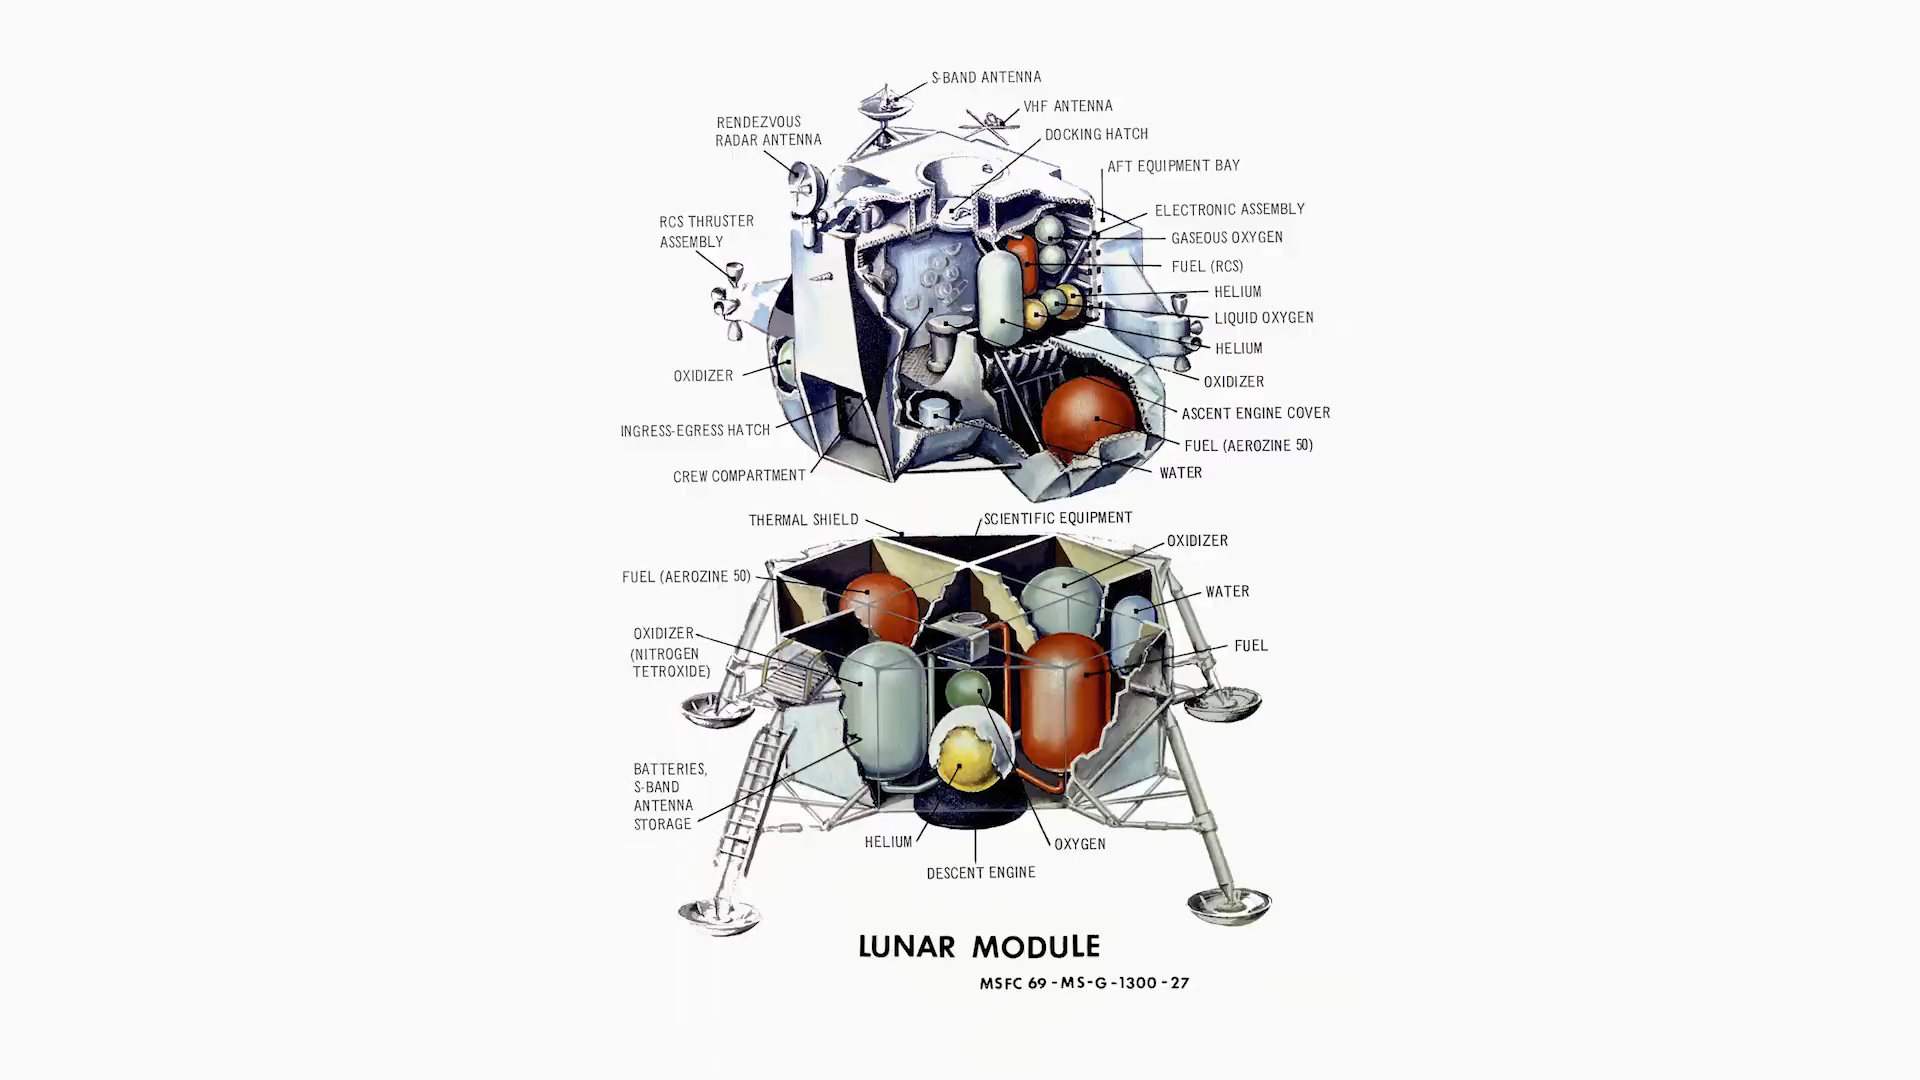 S-BAND ANTENNA
VHF ANTENNA
RENDEZVOUS
RADAR ANTENNA
DOCKING HATCH
AFT EQUIPMENT BAY
ELECTRONIC ASSEMBLY
RCS THRUSTER
ASSEMBLY
GASEOUS OXYGEN
FUEL (RCS)
HELIUM
LIQUID OXYGEN
HELIUM
OXIDIZER
OXIDIZER
ASCENT ENGINE COVER
INGRESS-EGRESS HATCH
FUEL (AEROZINE 50)
CREW COMPARTMENT
WATER
THERMAL SHIELD
SCIENTIFIC EQUIPMENT
OXIDIZER
FUEL (AEROZINE 50)
WATER
OXIDIZER
(NITROGEN
TETROXIDE)
FUEL
BATTERIES,
S-BAND
ANTENNA
STORAGE
HELIUM
OXYGEN
DESCENT ENGINE
LUNAR MODULE
MSFC 69-MS-G-1300-27